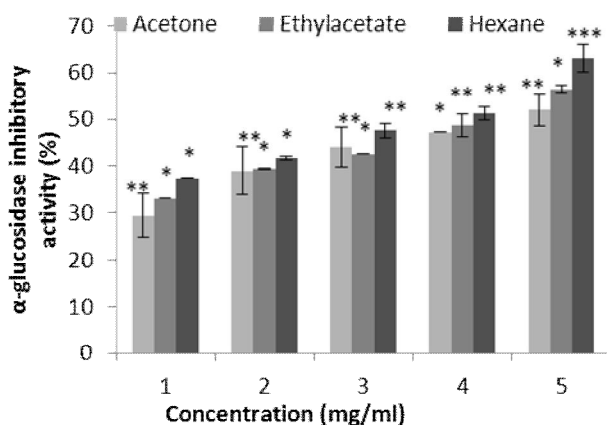 Acetone Ethylacetate Hexane
α-glucosidase inhibitory
activity (%)
70
60
50
40
30
20
10
0
** * *
** * *
** * **
* ** **
** * ***
1 2 3 4 5
Concentration (mg/ml)